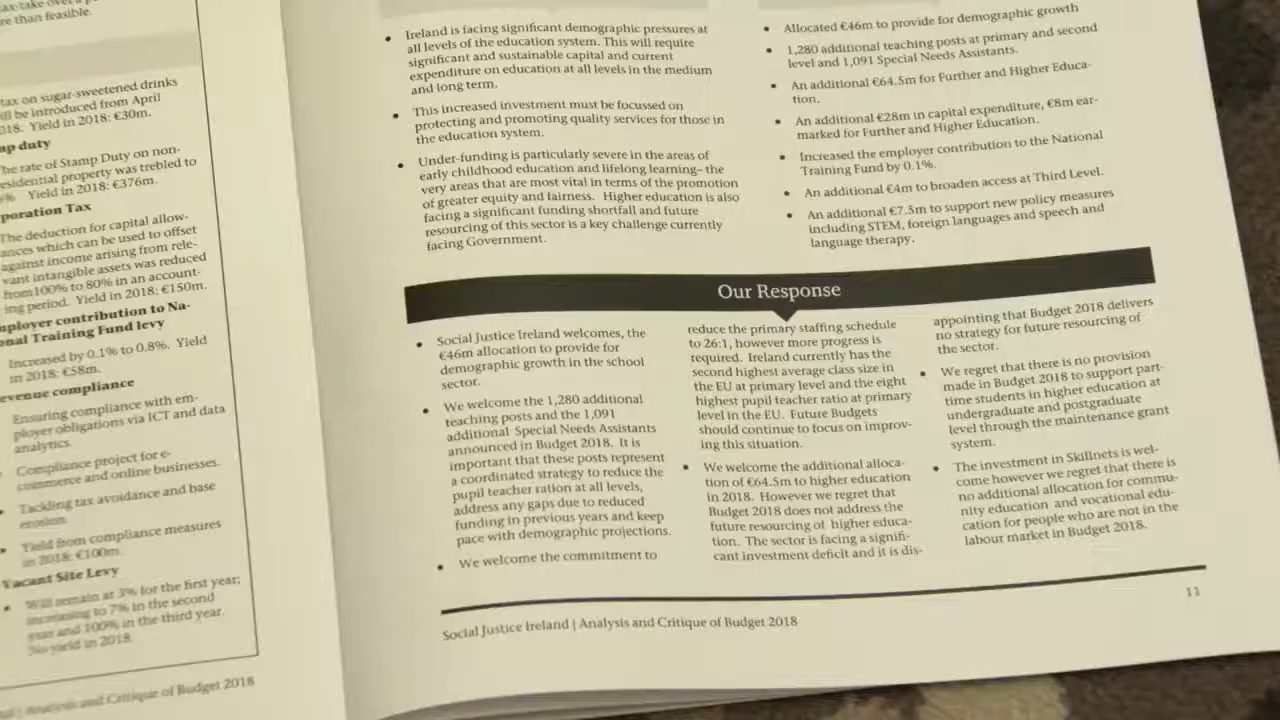 re than feasible.
tax on sugar-sweetened drinks
ill be introduced from April
018. Yield in 2018: €30m.
mp duty
he rate of Stamp Duty on non-
esidential property was trebled to
% Yield in 2018: €376m.
poration Tax
The deduction for capital allow-
ances which can be used to offset
against income arising from rele-
vant intangible assets was reduced
from100% to 80% in an account-
ing period. Yield in 2018: €150m.
mployer contribution to Na-
onal Training Fund levy
Increased by 0.1% to 0.8%. Yield
in 2018: €58m.
evenue compliance
Ensuring compliance with em-
ployer obligations via ICT and data
analytics.
Compliance project for e-
commerce and online businesses.
Tackling tax avoidance and base
erosion.
Yield from compliance measures
in 2018: €100m.
Vacant Site Levy
• Will remain at 3% for the first year;
increasing to 7% in the second
year and 100% in the third year.
No yield in 2018.
Analysis and Critique of Budget 2018
• Ireland is facing significant demographic pressures at
all levels of the education system. This will require
significant and sustainable capital and current
expenditure on education at all levels in the medium
and long term.
• This increased investment must be focussed on
protecting and promoting quality services for those in
the education system.
• Under-funding is particularly severe in the areas of
early childhood education and lifelong learning– the
very areas that are most vital in terms of the promotion
of greater equity and fairness. Higher education is also
facing a significant funding shortfall and future
resourcing of this sector is a key challenge currently
facing Government.
• Allocated €46m to provide for demographic growth
• 1,280 additional teaching posts at primary and second
level and 1,091 Special Needs Assistants.
• An additional €64.5m for Further and Higher Educa-
tion.
• An additional €28m in capital expenditure, €8m ear-
marked for Further and Higher Education.
• Increased the employer contribution to the National
Training Fund by 0.1%.
• An additional €4m to broaden access at Third Level.
• An additional €7.5m to support new policy measures
including STEM, foreign languages and speech and
language therapy.
Our Response
• Social Justice Ireland welcomes, the
€46m allocation to provide for
demographic growth in the school
sector.
• We welcome the 1,280 additional
teaching posts and the 1,091
additional Special Needs Assistants
announced in Budget 2018. It is
important that these posts represent
a coordinated strategy to reduce the
pupil teacher ration at all levels,
address any gaps due to reduced
funding in previous years and keep
pace with demographic projections.
• We welcome the commitment to
reduce the primary staffing schedule
to 26:1, however more progress is
required. Ireland currently has the
second highest average class size in
the EU at primary level and the eight
highest pupil teacher ratio at primary
level in the EU. Future Budgets
should continue to focus on improv-
ing this situation.
• We welcome the additional alloca-
tion of €64.5m to higher education
in 2018. However we regret that
Budget 2018 does not address the
future resourcing of higher educa-
tion. The sector is facing a signifi-
cant investment deficit and it is dis-
appointing that Budget 2018 delivers
no strategy for future resourcing of
the sector.
• We regret that there is no provision
made in Budget 2018 to support part-
time students in higher education at
undergraduate and postgraduate
level through the maintenance grant
system.
• The investment in Skillnets is wel-
come however we regret that there is
no additional allocation for commu-
nity education and vocational edu-
cation for people who are not in the
labour market in Budget 2018.
11
Social Justice Ireland | Analysis and Critique of Budget 2018